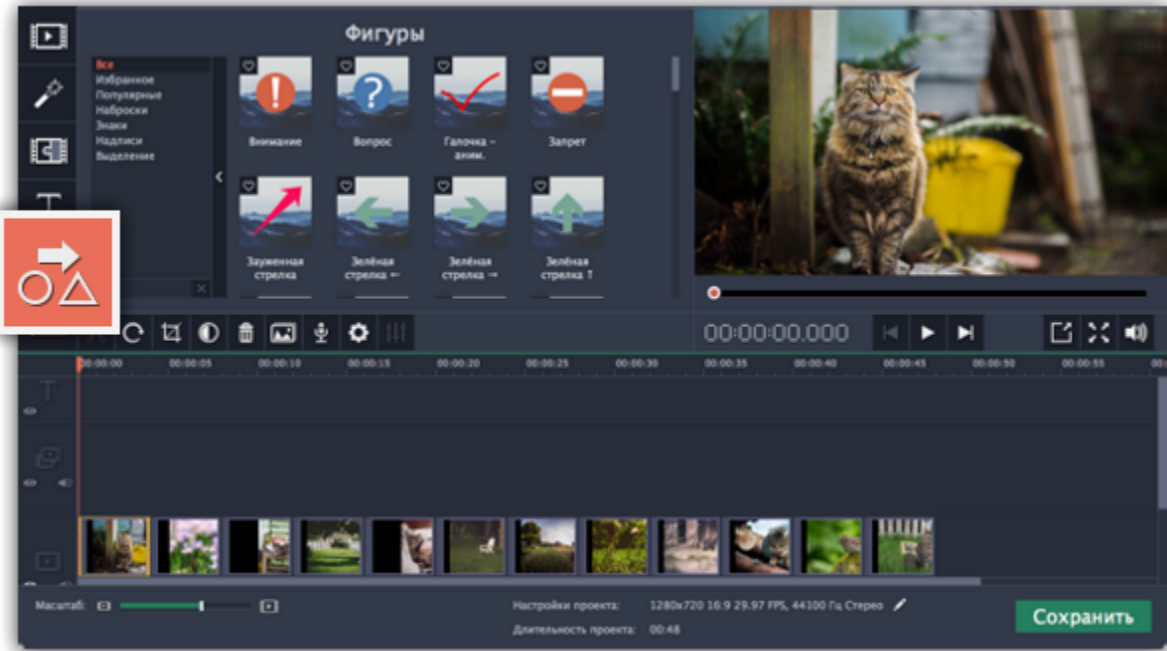 Фигуры
Все
Избранное
Популярные
Наброски
Знаки
Надписи
Выделение
Внимание
Вопрос
Галочка –
аним.
Запрет
Зауженная
стрелка
Зелёная
стрелка ←
Зелёная
стрелка →
Зелёная
стрелка ↑
00:00:00.000
00:00:00 00:00:05 00:00:10 00:00:15 00:00:20 00:00:25 00:00:30 00:00:35 00:00:40 00:00:45 00:00:50 00:00:55
Масштаб:
Настройки проекта: 1280x720 16:9 29.97 FPS, 44100 Гц Стерео
Длительность проекта: 00:48
Сохранить